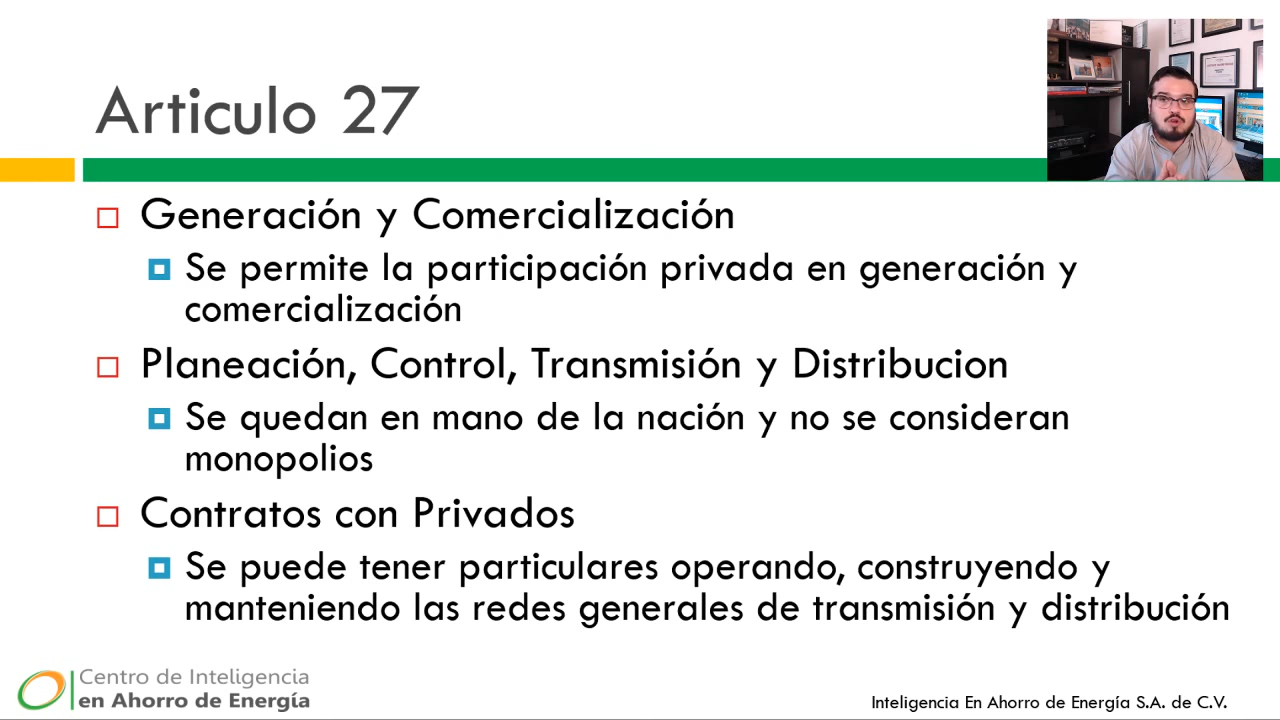 Articulo 27
Generación y Comercialización
Se permite la participación privada en generación y
comercialización
Planeación, Control, Transmisión y Distribucion
Se quedan en mano de la nación y no se consideran
monopolios
Contratos con Privados
Se puede tener particulares operando, construyendo y
manteniendo las redes generales de transmisión y distribución
Centro de Inteligencia
en Ahorro de Energía
Inteligencia En Ahorro de Energía S.A. de C.V.